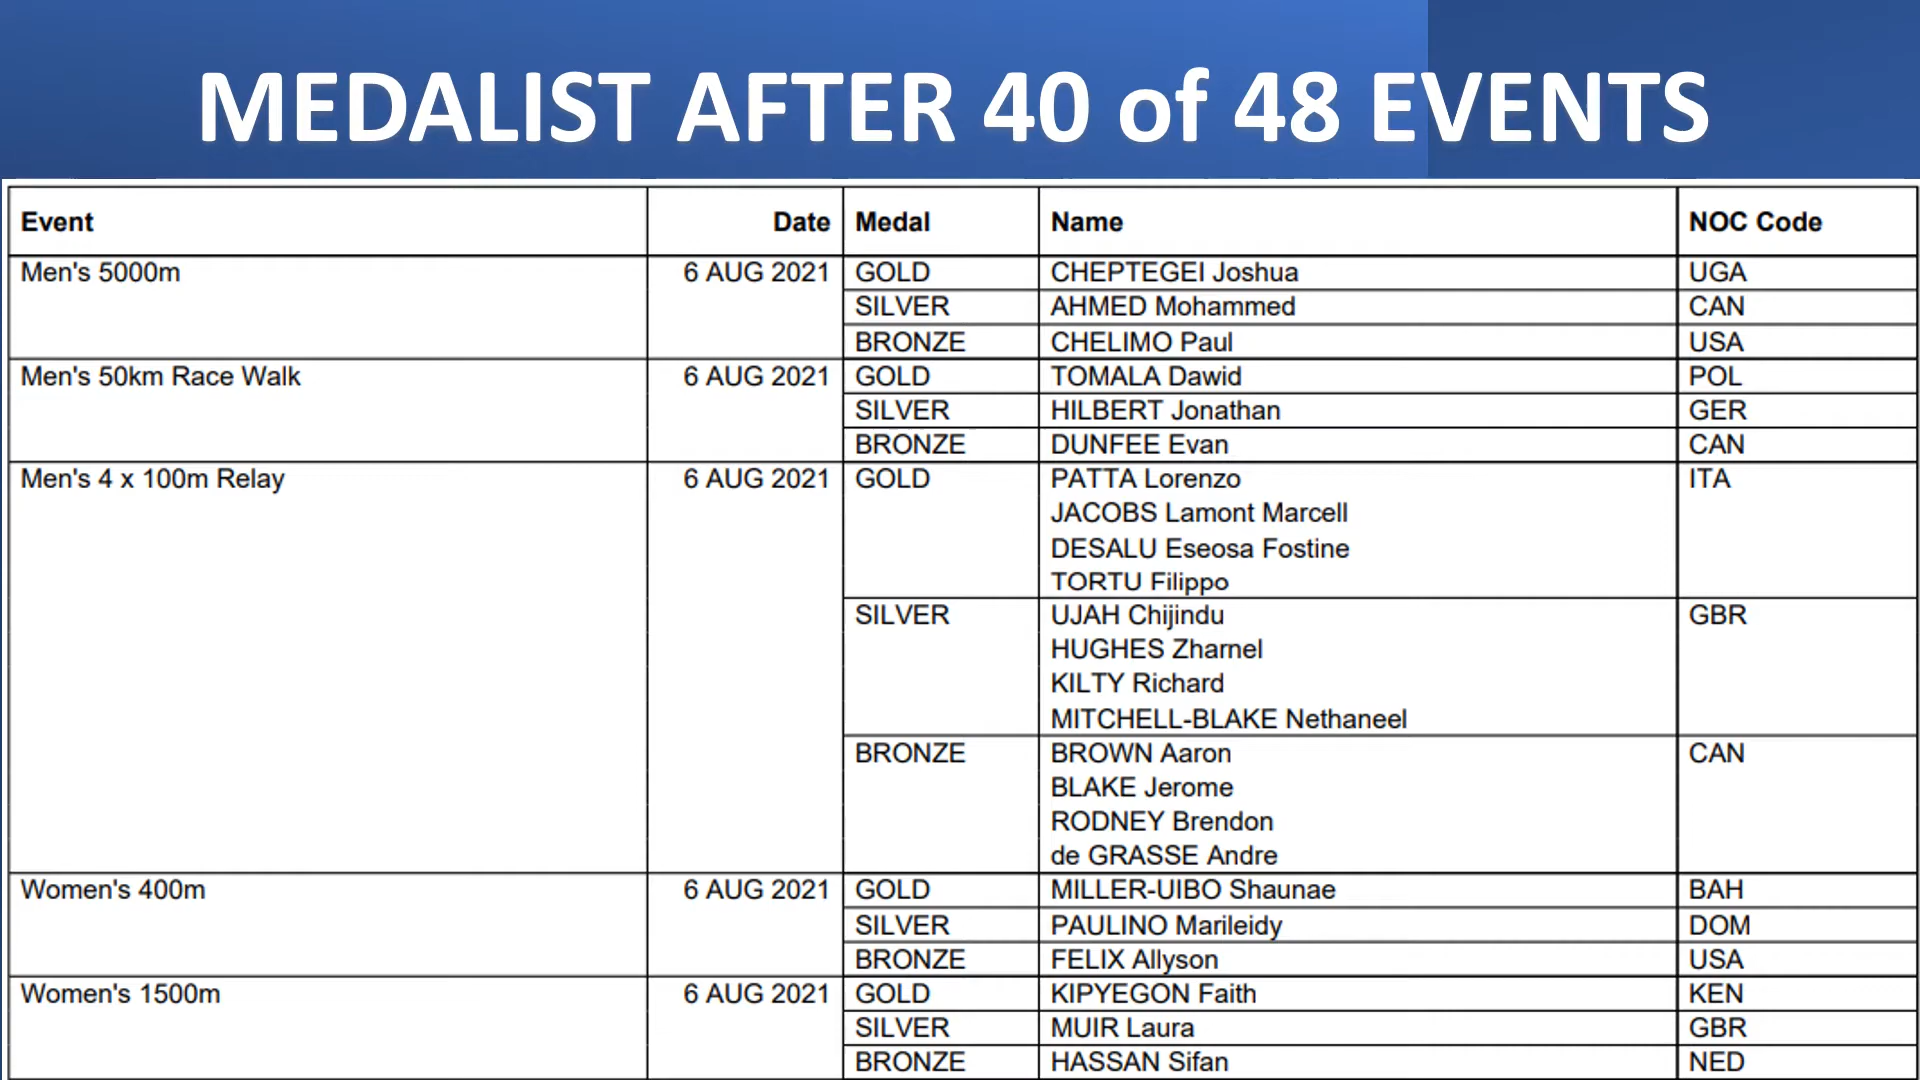 MEDALIST AFTER 40 of 48 EVENTS
Event Date Medal Name NOC Code
Men's 5000m 6 AUG 2021 GOLD CHEPTEGEI Joshua UGA
SILVER AHMED Mohammed CAN
BRONZE CHELIMO Paul USA
Men's 50km Race Walk 6 AUG 2021 GOLD TOMALA Dawid POL
SILVER HILBERT Jonathan GER
BRONZE DUNFEE Evan CAN
Men's 4 x 100m Relay 6 AUG 2021 GOLD PATTA Lorenzo ITA
JACOBS Lamont Marcell
DESALU Eseosa Fostine
TORTU Filippo
SILVER UJAH Chijindu GBR
HUGHES Zharnel
KILTY Richard
MITCHELL-BLAKE Nethaneel
BRONZE BROWN Aaron CAN
BLAKE Jerome
RODNEY Brendon
de GRASSE Andre
Women's 400m 6 AUG 2021 GOLD MILLER-UIBO Shaunae BAH
SILVER PAULINO Marileidy DOM
BRONZE FELIX Allyson USA
Women's 1500m 6 AUG 2021 GOLD KIPYEGON Faith KEN
SILVER MUIR Laura GBR
BRONZE HASSAN Sifan NED